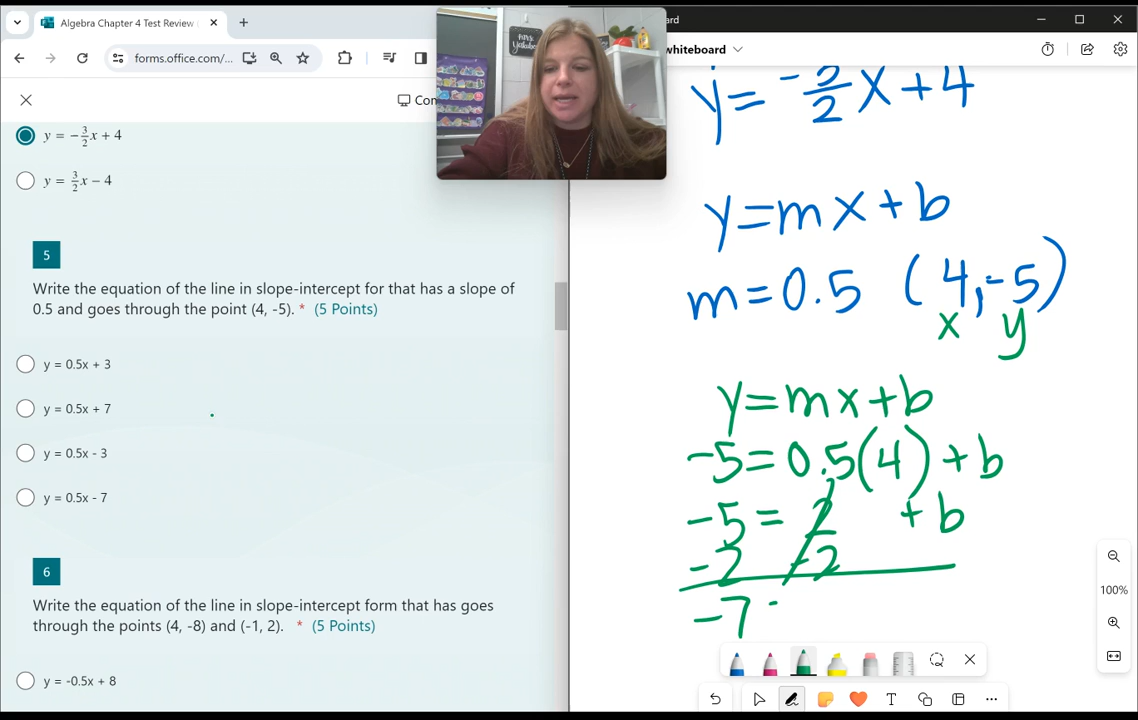 Algebra Chapter 4 Test Review
forms.office.com/...
Con
y = -3/2x + 4
y = 3/2x - 4
5
Write the equation of the line in slope-intercept for that has a slope of
0.5 and goes through the point (4, -5). * (5 Points)
y = 0.5x + 3
y = 0.5x + 7
y = 0.5x - 3
y = 0.5x - 7
6
Write the equation of the line in slope-intercept form that has goes
through the points (4, -8) and (-1, 2). * (5 Points)
y = -0.5x + 8
ard
whiteboard
y = -3/2 x + 4
y = mx + b
m = 0.5 (4, -5)
x y
y = mx + b
-5 = 0.5(4) + b
-5 = 2 + b
-2 -2
-7 =
100%
T